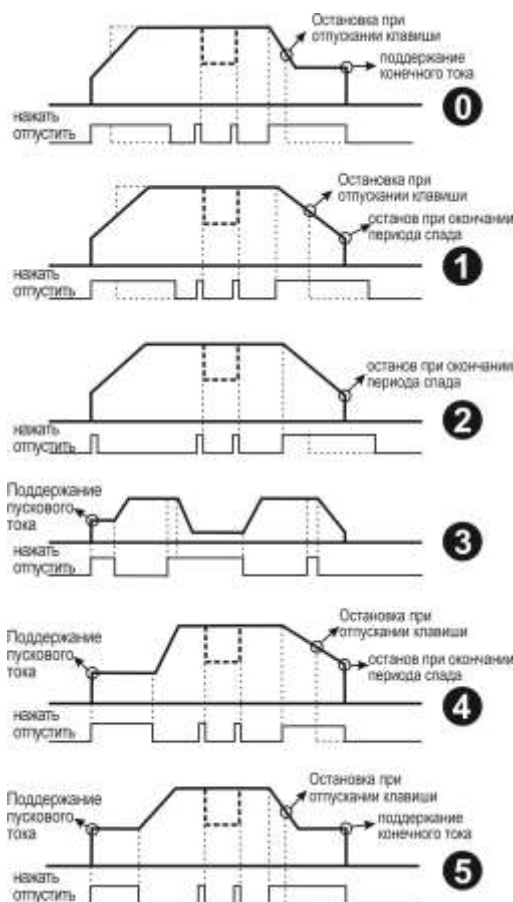 Остановка при
отпускании клавиши
поддержание
конечного тока
0
нажать
отпустить
Остановка при
отпускании клавиши
останов при окончании
периода спада
1
нажать
отпустить
останов при окончании
периода спада
2
нажать
отпустить
Поддержание
пускового
тока
3
нажать
отпустить
Остановка при
отпускании клавиши
Поддержание
пускового
тока
останов при окончании
периода спада
4
нажать
отпустить
Остановка при
отпускании клавиши
Поддержание
пускового
тока
поддержание
конечного тока
5
нажать
отпустить